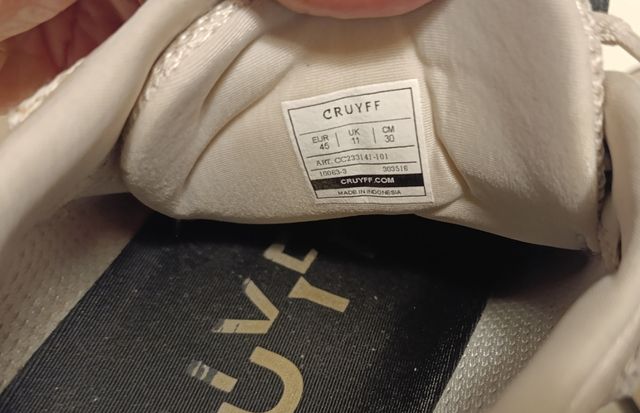 CRUYFF
EUR UK CM
45 11 30
ART. CC233141-101
10063-3 303516
CRUYFF.COM
MADE IN INDONESIA